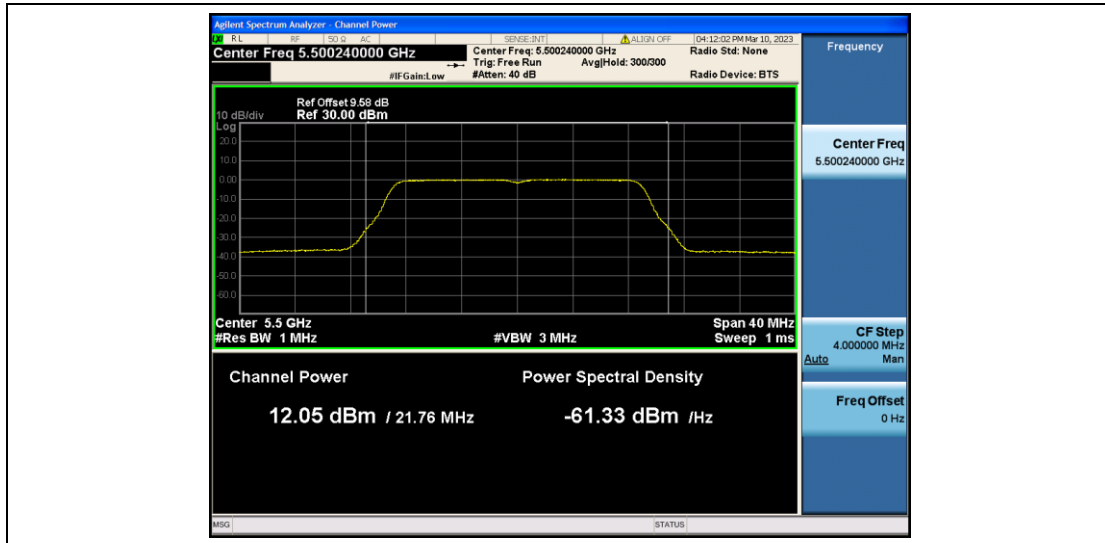 Agilent Spectrum Analyzer - Channel Power
RL RF 50 Ω AC SENSE:INT ALIGN OFF 04:12:02 PM Mar 10, 2023
Center Freq 5.500240000 GHz
Center Freq: 5.500240000 GHz
Radio Std: None
Trig: Free Run Avg|Hold: 300/300
#IFGain:Low #Atten: 40 dB Radio Device: BTS
Ref Offset 9.58 dB
10 dB/div Ref 30.00 dBm
Log
20.0
10.0
0.00
-10.0
-20.0
-30.0
-40.0
-50.0
-60.0
Center 5.5 GHz Span 40 MHz
#Res BW 1 MHz #VBW 3 MHz Sweep 1 ms
Channel Power Power Spectral Density
12.05 dBm / 21.76 MHz -61.33 dBm /Hz
MSG STATUS
Frequency
Center Freq
5.500240000 GHz
CF Step
4.000000 MHz
Auto Man
Freq Offset
0 Hz